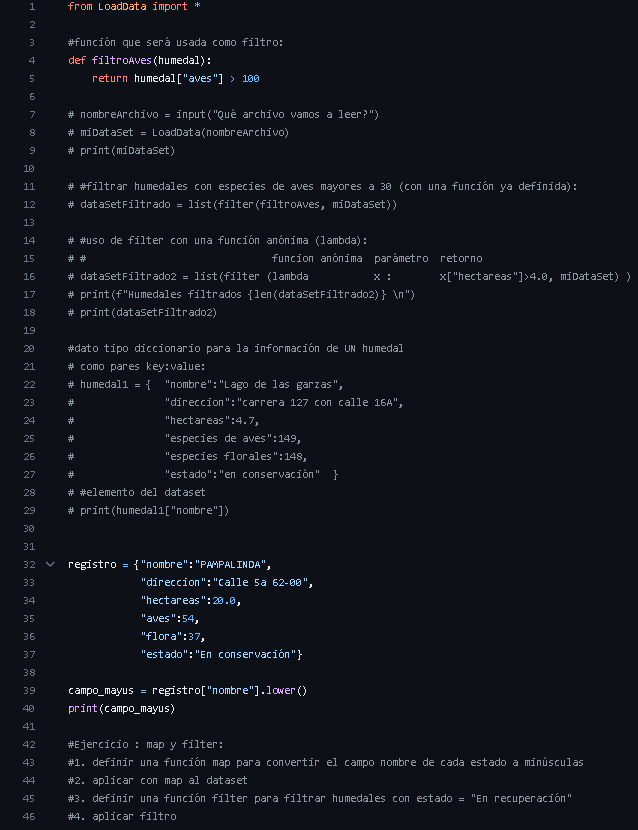 1 from LoadData import *
2
3 #función que será usada como filtro:
4 def filtroAves(humedal):
5     return humedal["aves"] > 100
6
7 # nombreArchivo = input("Qué archivo vamos a leer?")
8 # miDataSet = LoadData(nombreArchivo)
9 # print(miDataSet)
10
11 # #filtrar humedales con especies de aves mayores a 30 (con una función ya definida):
12 # dataSetFiltrado = list(filter(filtroAves, miDataSet))
13
14 # #uso de filter con una función anónima (lambda):
15 # #                               funcion anónima  parámetro  retorno
16 # dataSetFiltrado2 = list(filter (lambda          x :        x["hectareas"]>4.0, miDataSet) )
17 # print(f"Humedales filtrados {len(dataSetFiltrado2)} \n")
18 # print(dataSetFiltrado2)
19
20 #dato tipo diccionario para la información de UN humedal
21 # como pares key:value:
22 # humedal1 = {  "nombre":"Lago de las garzas",
23 #               "direccion":"carrera 127 con calle 16A",
24 #               "hectareas":4.7,
25 #               "especies de aves":149,
26 #               "especies florales":148,
27 #               "estado":"en conservación"  }
28 # #elemento del dataset
29 # print(humedal1["nombre"])
30
31
32 registro = {"nombre":"PAMPALINDA",
33             "direccion":"Calle 5a 62-00",
34             "hectareas":20.0,
35             "aves":54,
36             "flora":37,
37             "estado":"En conservación"}
38
39 campo_mayus = registro["nombre"].lower()
40 print(campo_mayus)
41
42 #Ejercicio : map y filter:
43 #1. definir una función map para convertir el campo nombre de cada estado a minúsculas
44 #2. aplicar con map al dataset
45 #3. definir una función filter para filtrar humedales con estado = "En recuperación"
46 #4. aplicar filtro